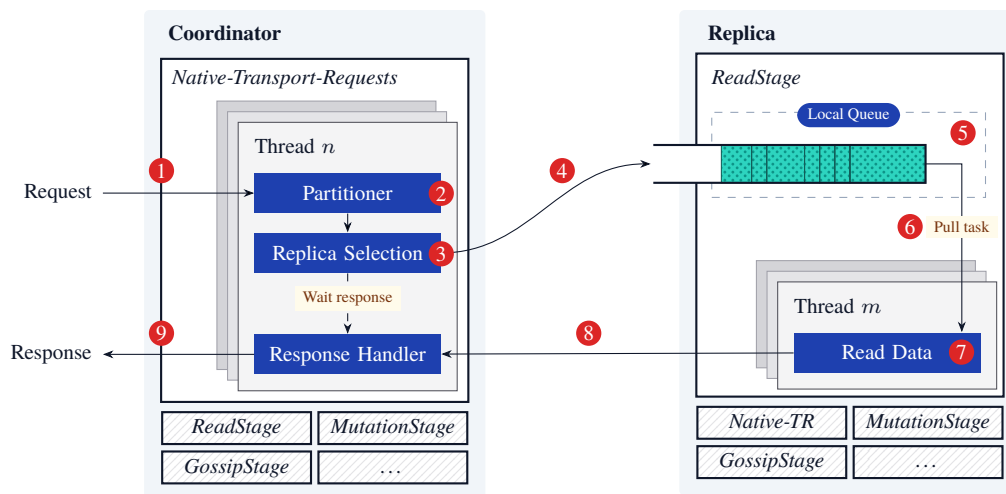 Coordinator
Native-Transport-Requests
Thread n
Request
1
Partitioner
2
Replica Selection
3
Wait response
Response
9
Response Handler
ReadStage
MutationStage
GossipStage
...
4
8
Replica
ReadStage
Local Queue
5
6
Pull task
Thread m
Read Data
7
Native-TR
MutationStage
GossipStage
...